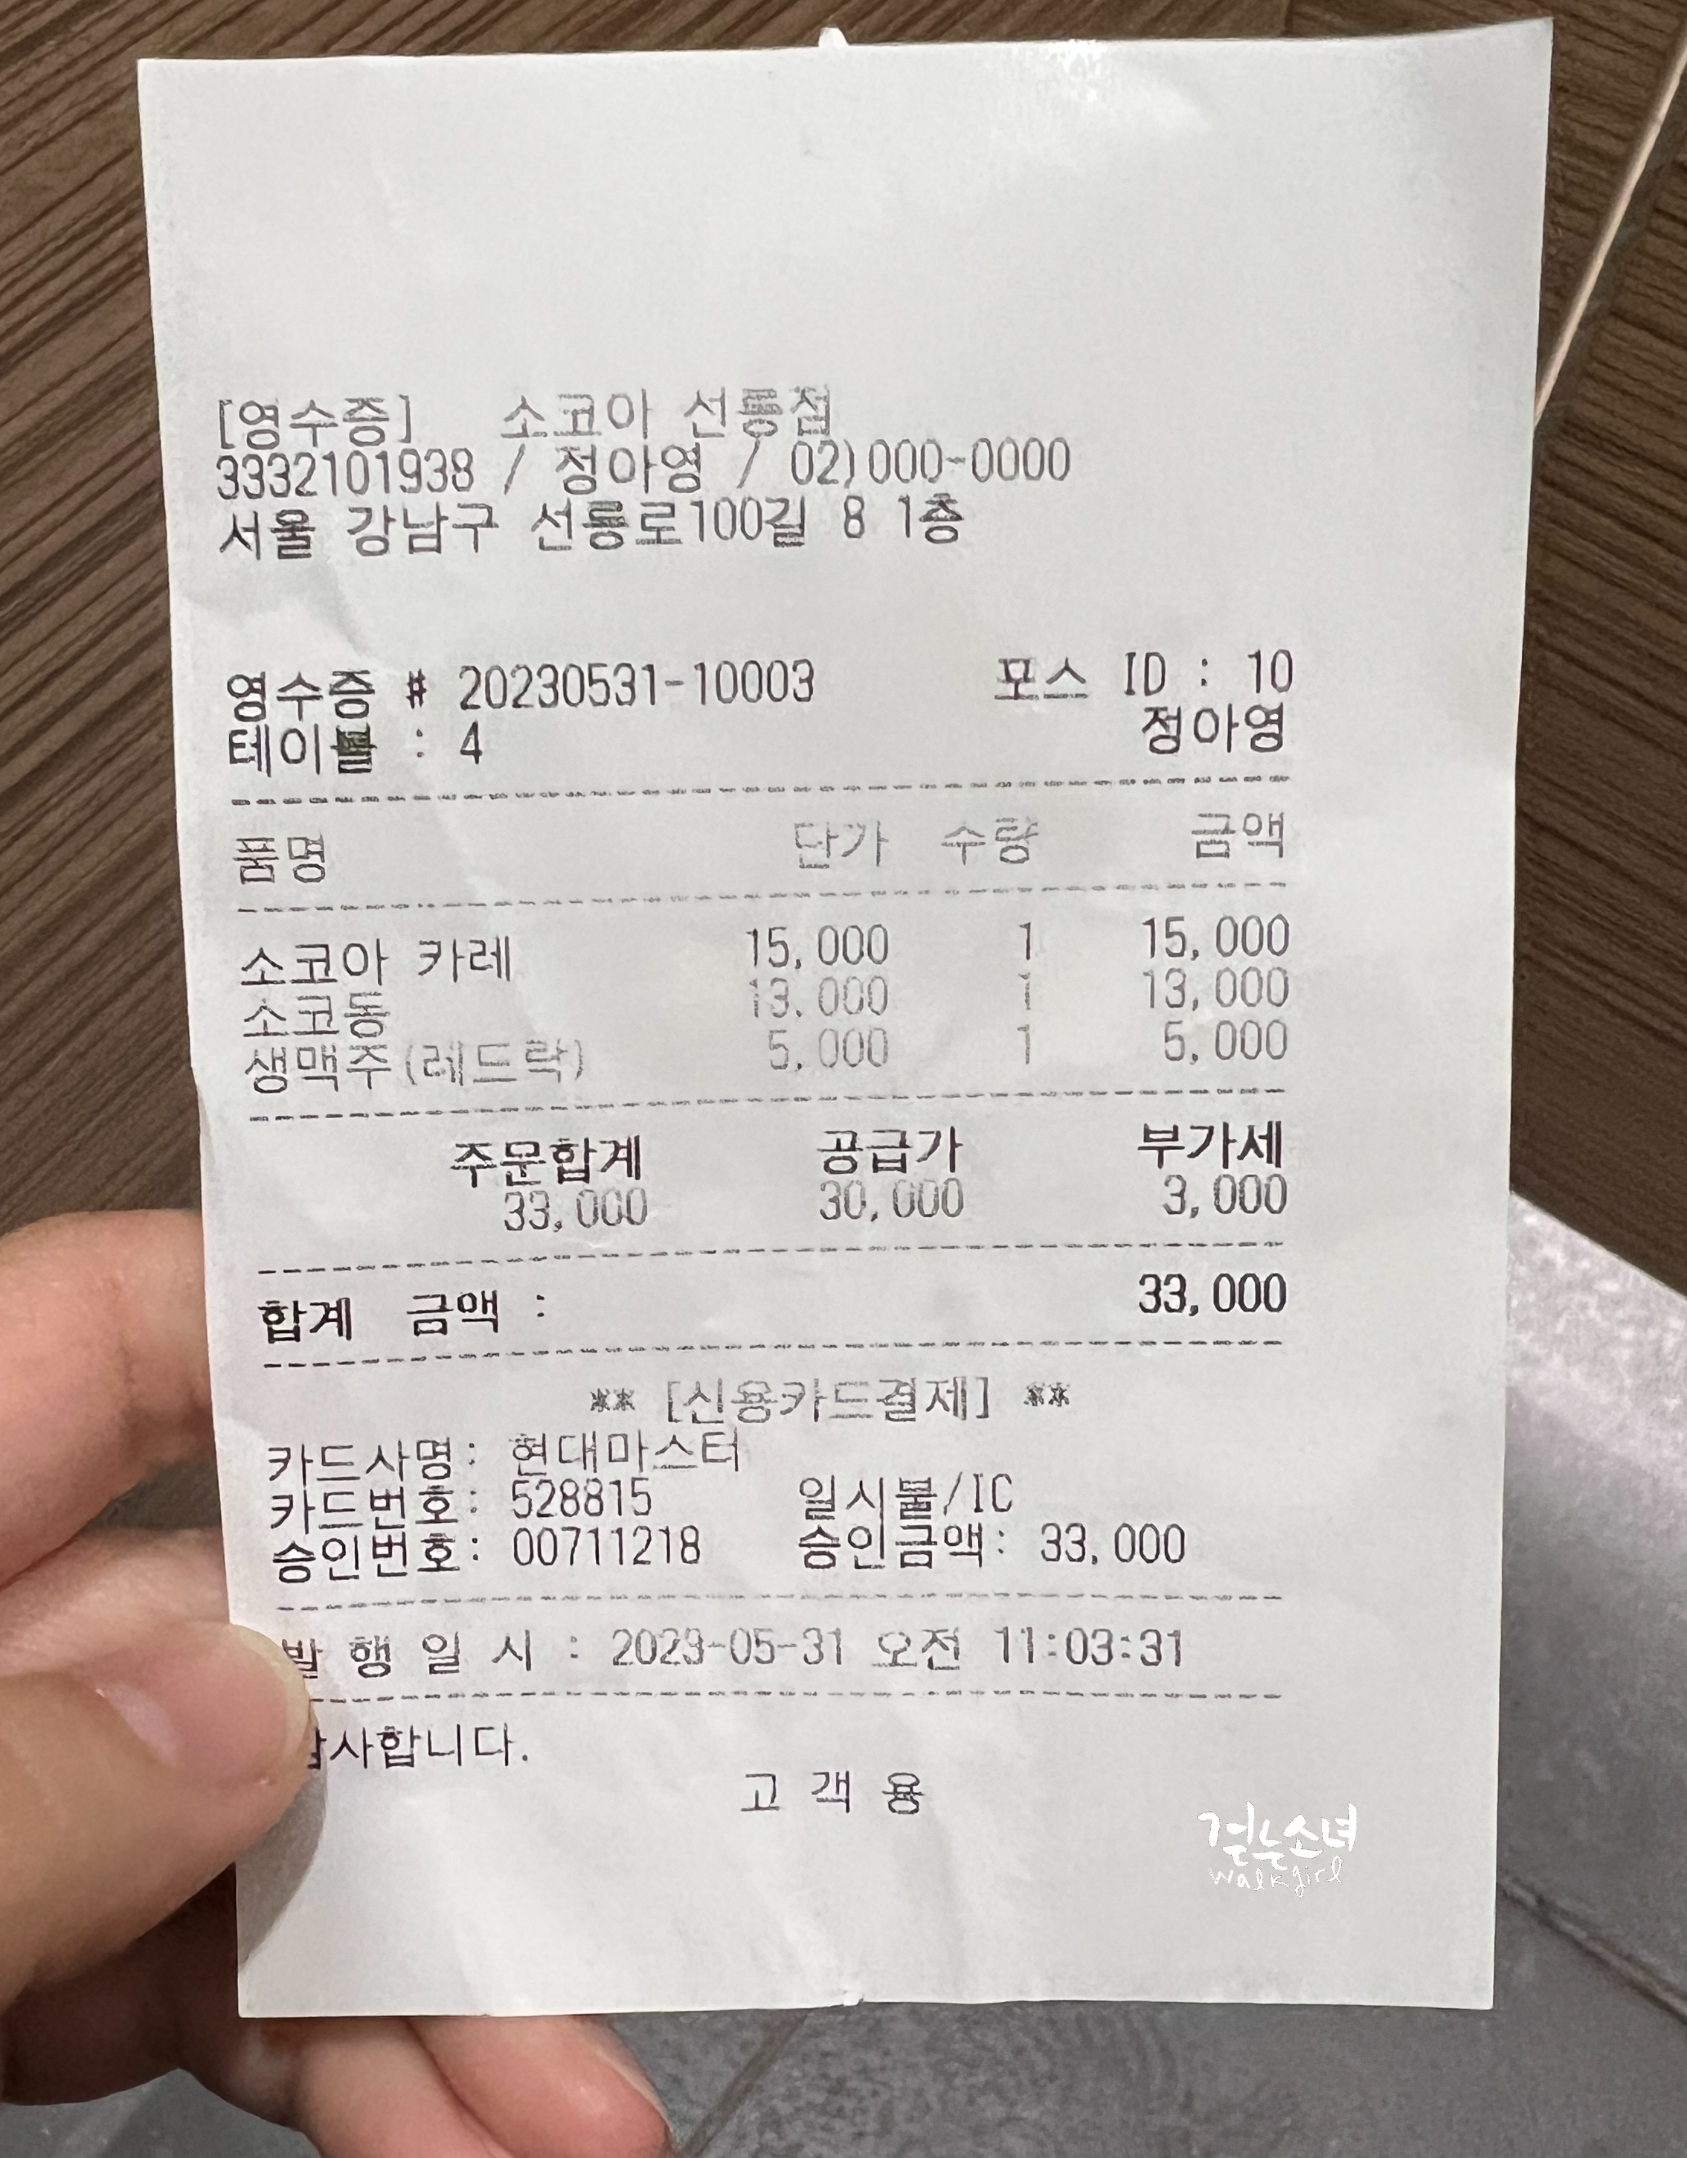 [영수증] 소코아 선릉점
3332101938 / 정아영 / 02)000-0000
서울 강남구 선릉로100길 8 1층
영수증 # 20230531-10003 포스 ID : 10
테이블 : 4 정아영
품명 단가 수량 금액
소코아 카레 15,000 1 15,000
소코동 13,000 1 13,000
생맥주(레드락) 5,000 1 5,000
주문합계 공급가 부가세
33,000 30,000 3,000
합계 금액 : 33,000
** [신용카드결제] **
카드사명: 현대마스터
카드번호: 528815 일시불/IC
승인번호: 00711218 승인금액: 33,000
발 행 일 시 : 2023-05-31 오전 11:03:31
감사합니다.
고 객 용
걷는소녀
walkgirl